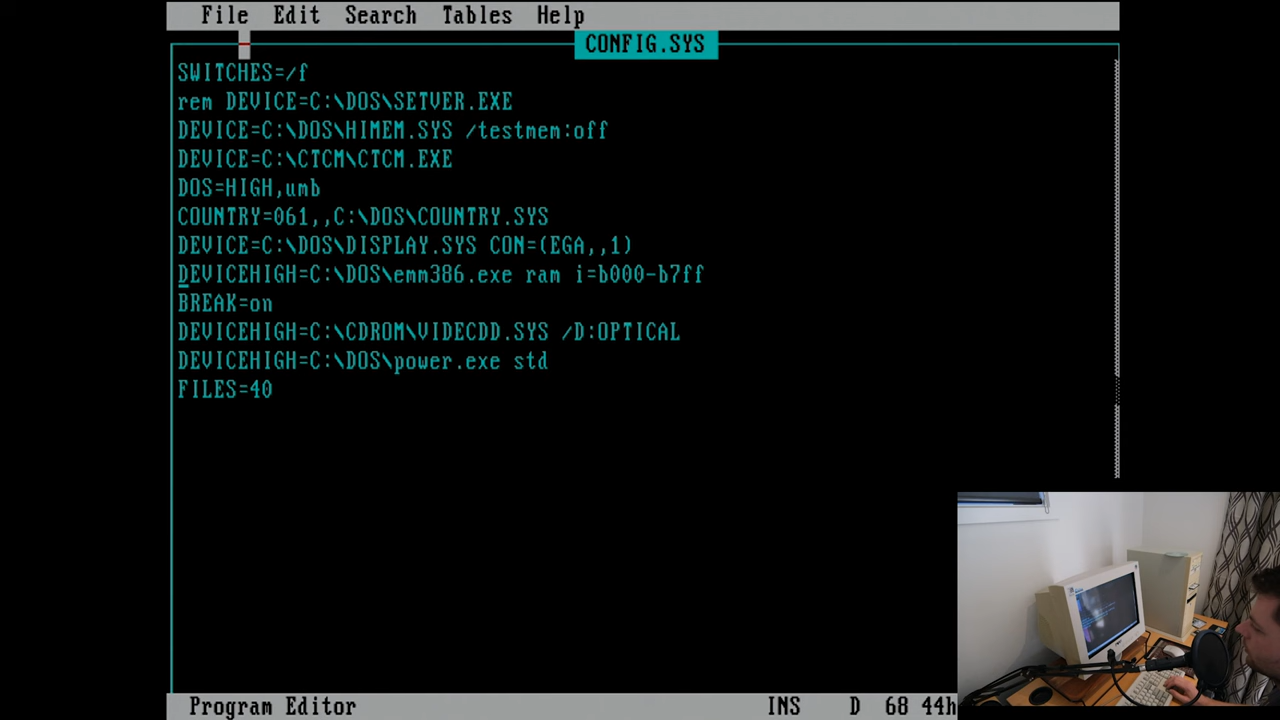 File Edit Search Tables Help
CONFIG.SYS
SWITCHES=/f
rem DEVICE=C:\DOS\SETVER.EXE
DEVICE=C:\DOS\HIMEM.SYS /testmem:off
DEVICE=C:\CTCM\CTCM.EXE
DOS=HIGH,umb
COUNTRY=061,,C:\DOS\COUNTRY.SYS
DEVICE=C:\DOS\DISPLAY.SYS CON=(EGA,,1)
DEVICEHIGH=C:\DOS\emm386.exe ram i=b000-b7ff
BREAK=on
DEVICEHIGH=C:\CDROM\VIDECDD.SYS /D:OPTICAL
DEVICEHIGH=C:\DOS\power.exe std
FILES=40
Program Editor INS D 68 44h